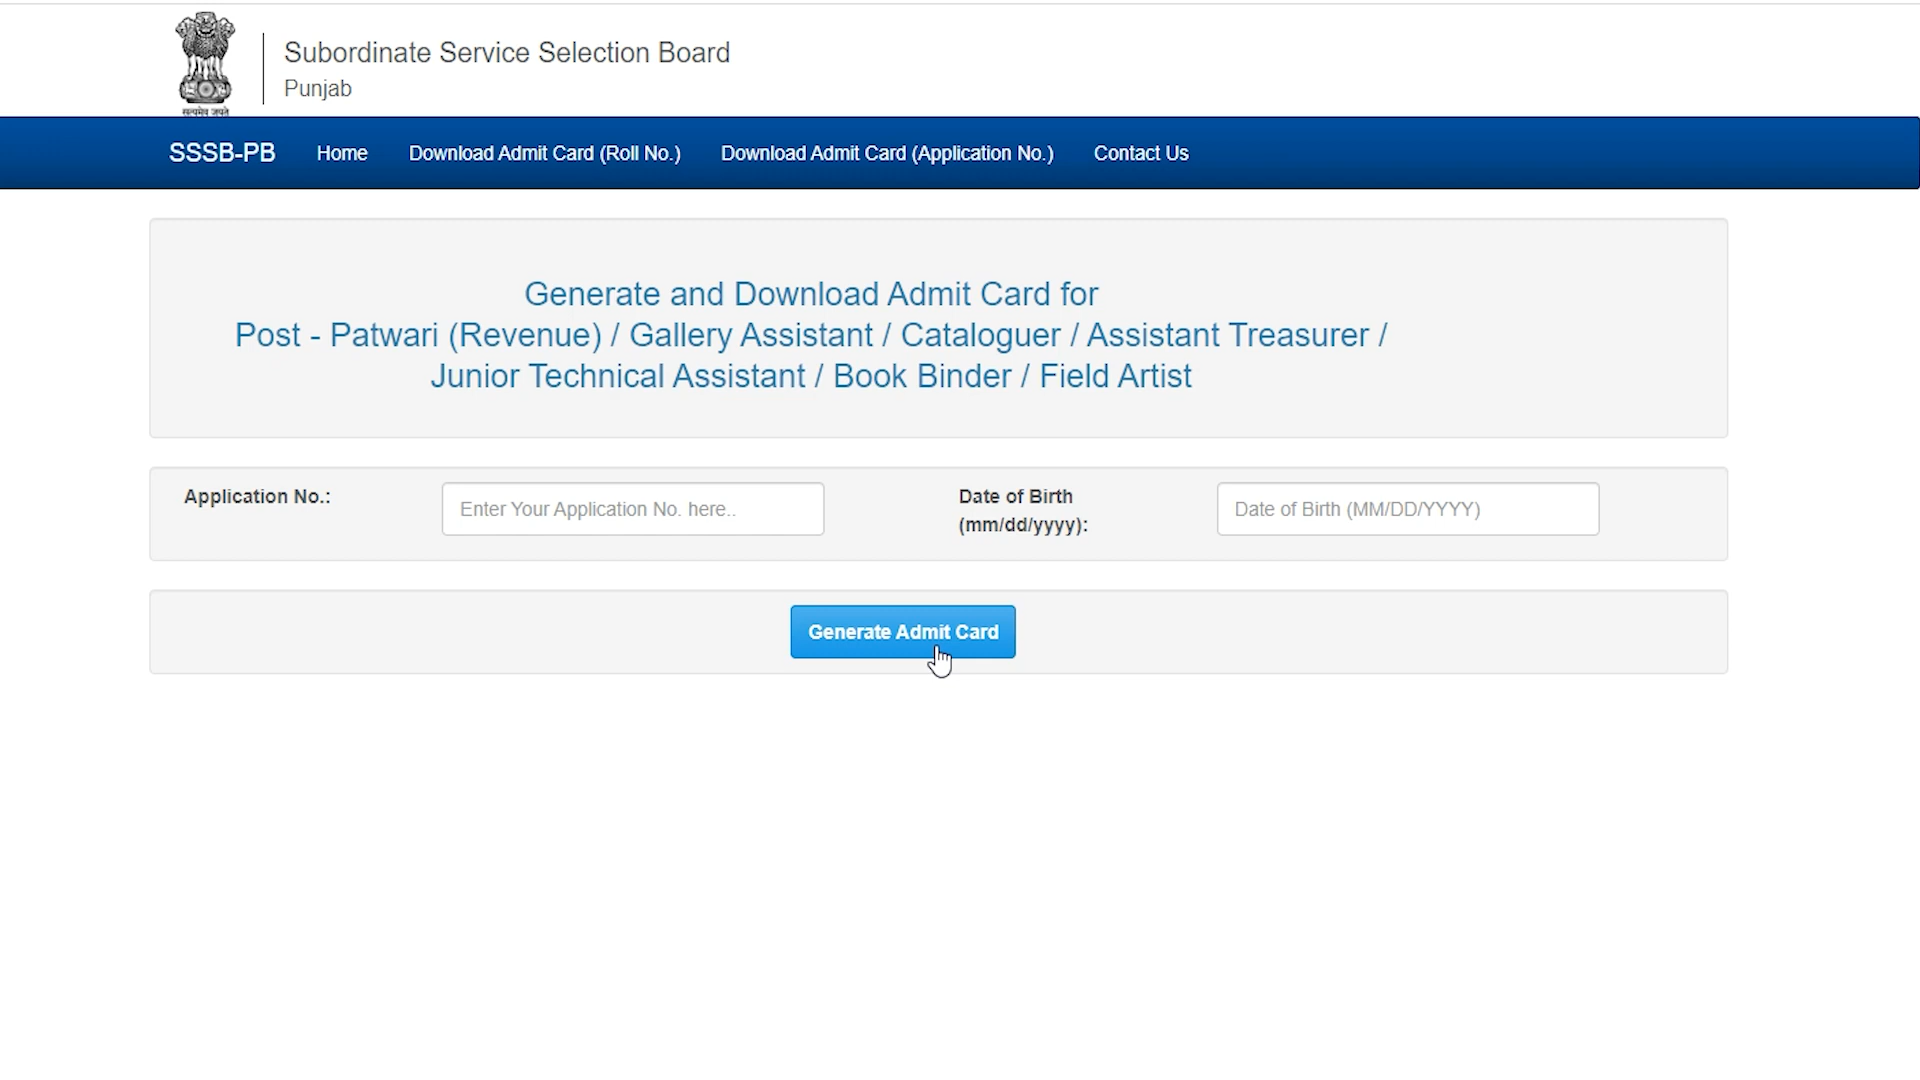 सत्यमेव जयते
Subordinate Service Selection Board
Punjab
SSSB-PB Home Download Admit Card (Roll No.) Download Admit Card (Application No.) Contact Us
Generate and Download Admit Card for
Post - Patwari (Revenue) / Gallery Assistant / Cataloguer / Assistant Treasurer /
Junior Technical Assistant / Book Binder / Field Artist
Application No.: Enter Your Application No. here.. Date of Birth (mm/dd/yyyy): Date of Birth (MM/DD/YYYY)
Generate Admit Card